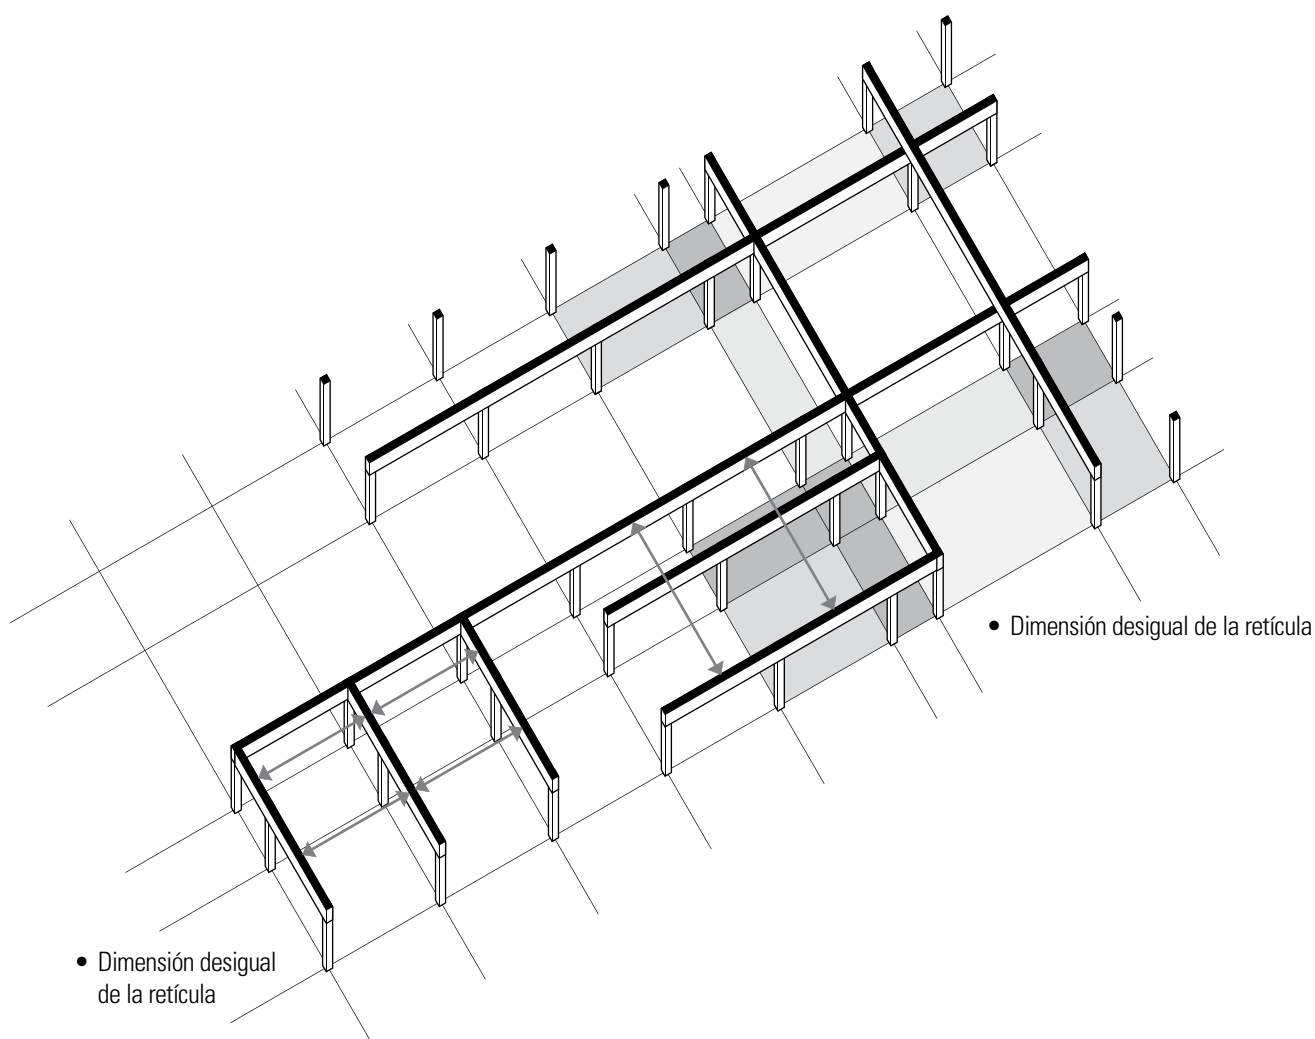 • Dimensión desigual de la retícula
• Dimensión desigual
de la retícula